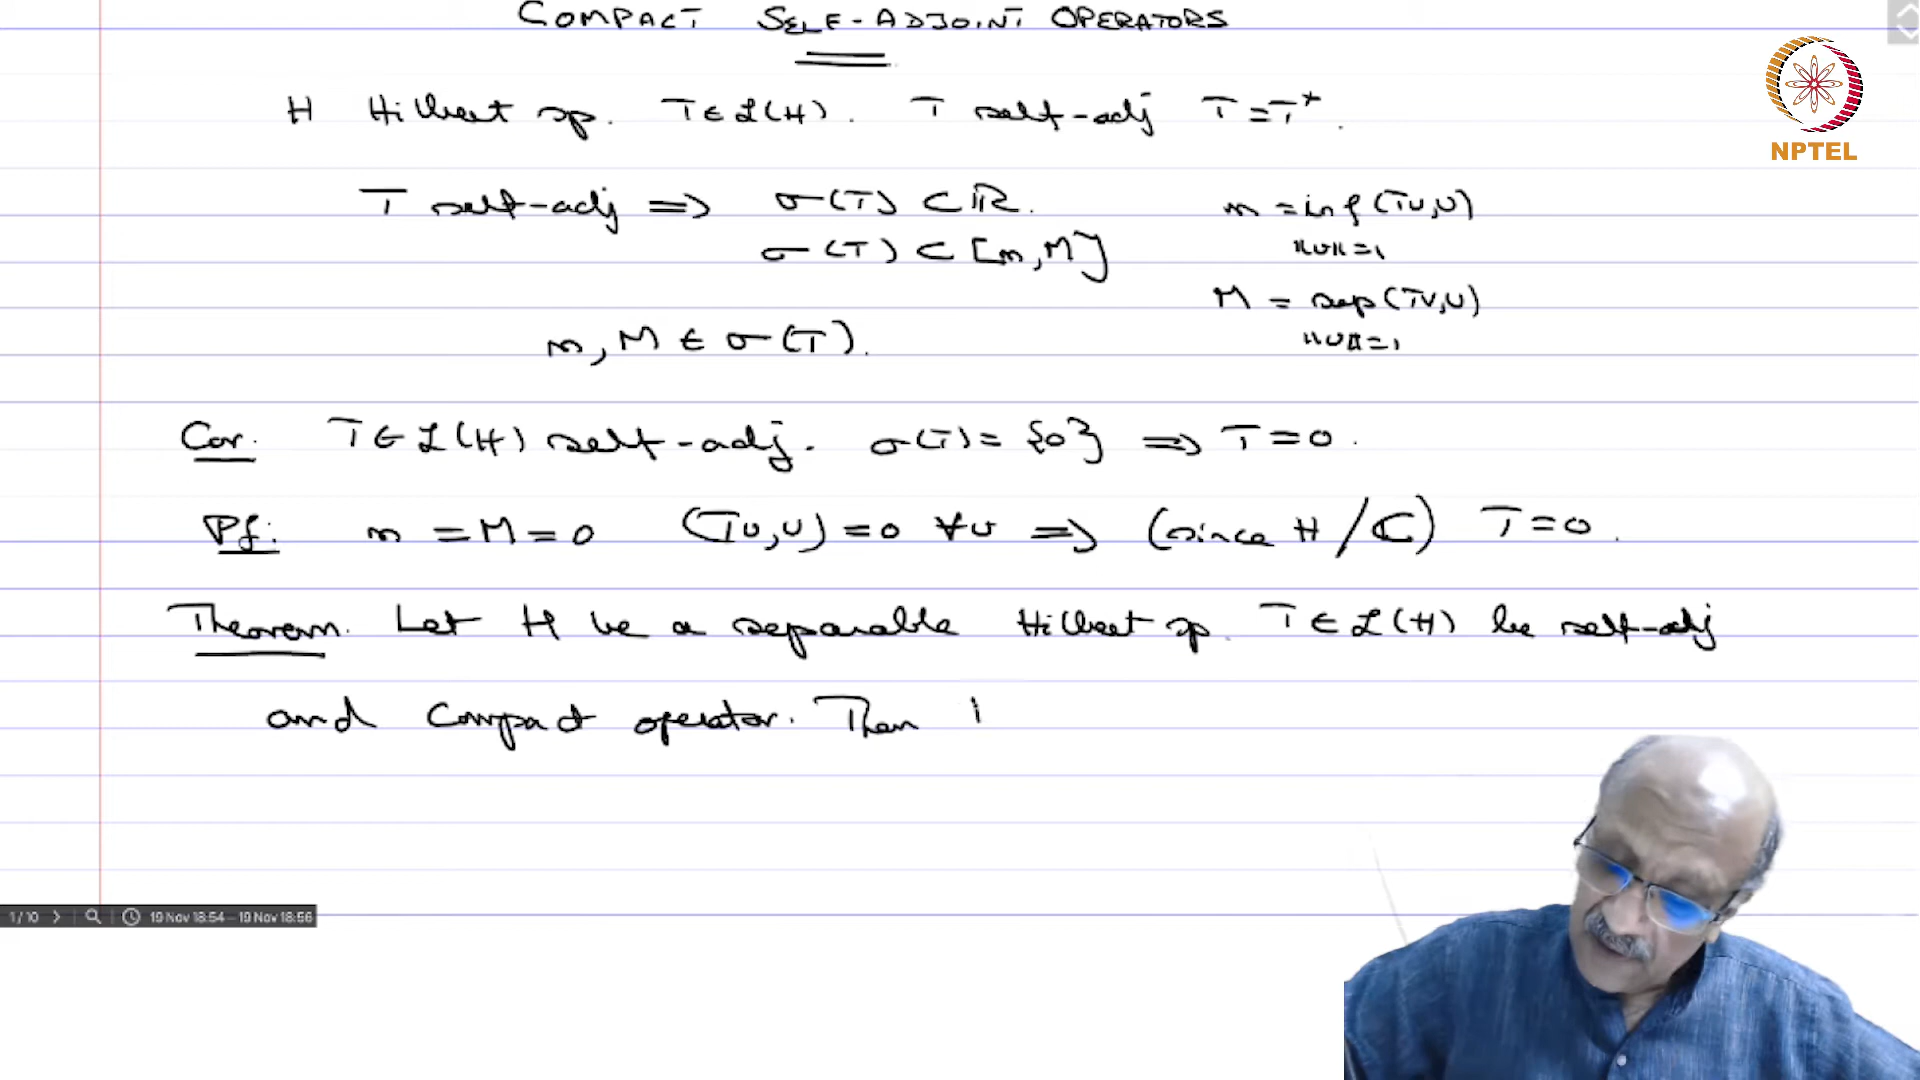 COMPACT SELF-ADJOINT OPERATORS
H Hilbert sp. T ∈ ℒ(H). T self-adj T = T*.
T self-adj ⇒ σ(T) ⊂ ℝ. m = inf (Tu,u)
‖u‖=1
σ(T) ⊂ [m,M]
M = sup (Tu,u)
‖u‖=1
m, M ∈ σ(T).
Cor. T ∈ ℒ(H) self-adj. σ(T) = {0} ⇒ T = 0.
Pf: m = M = 0 (Tu,u) = 0 ∀u ⇒ (since H/ℂ) T = 0.
Theorem. Let H be a separable Hilbert sp. T ∈ ℒ(H) be self-adj
and compact operator. Then
1/10 19 Nov 18:54 – 19 Nov 18:56
NPTEL